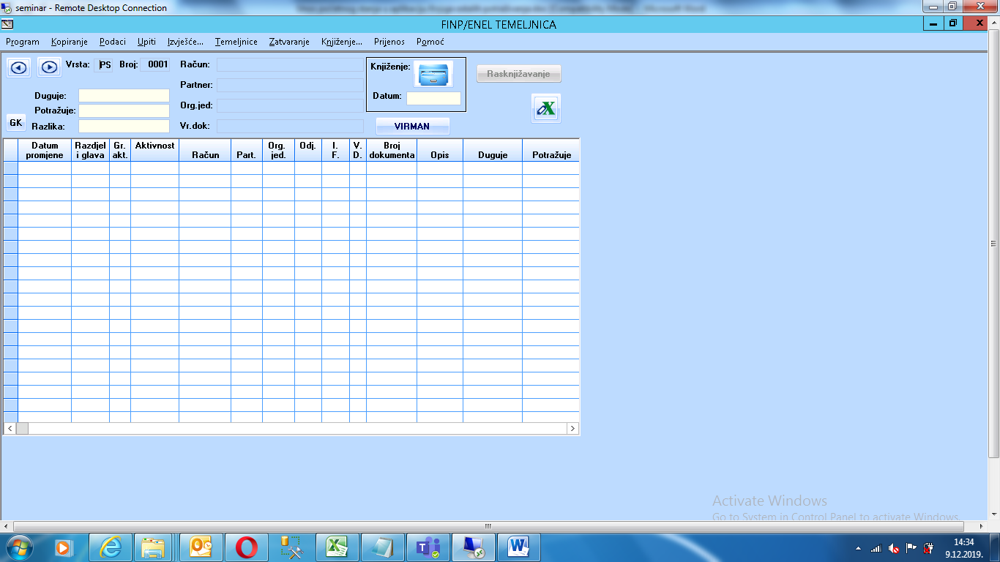 seminar - Remote Desktop Connection
FINP/ENEL TEMELJNICA
Program Kopiranje Podaci Upiti Izvješće... Temeljnice Zatvaranje Knjiženje... Prijenos Pomoć
Vrsta: PS Broj: 0001 Račun:
Partner:
Org.jed:
Vr.dok:
Duguje:
Potražuje:
GK Razlika:
Knjiženje:
Datum:
Rasknjižavanje
VIRMAN
Datum promjene Razdjel i glava Gr. akt. Aktivnost Račun Part. Org. jed. Odj. I. F. V. D. Broj dokumenta Opis Duguje Potražuje
Activate Windows
Go to System in Control Panel to activate Windows.
14:34
9.12.2019.